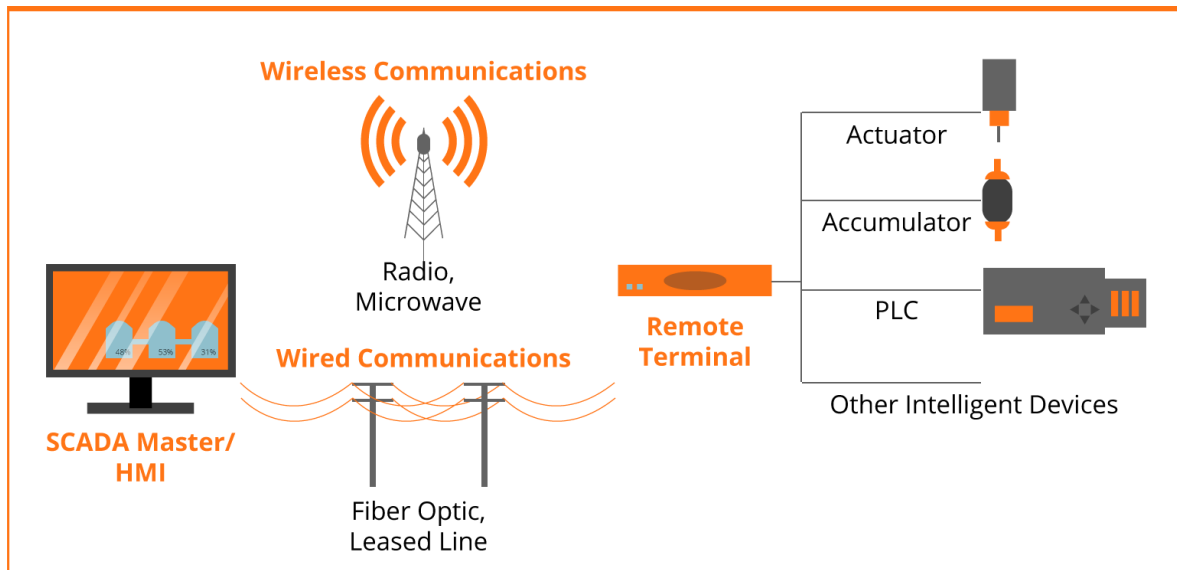 Wireless Communications
Radio,
Microwave
48%
53%
31%
SCADA Master/
HMI
Wired Communications
Fiber Optic,
Leased Line
Remote
Terminal
Actuator
Accumulator
PLC
Other Intelligent Devices